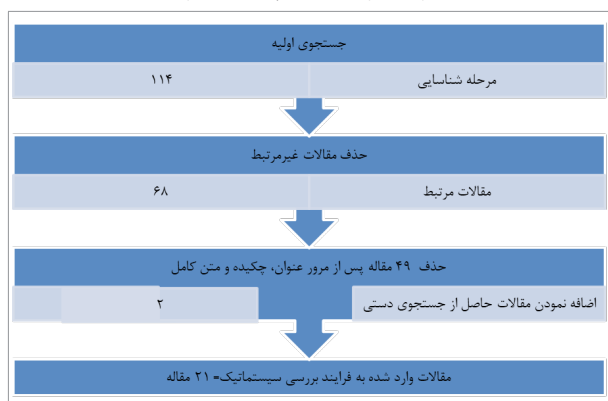 جستجوی اولیه
مرحله شناسایی ۱۱۴
حذف مقالات غیرمرتبط
مقالات مرتبط ۶۸
حذف ۴۹ مقاله پس از مرور عنوان، چکیده و متن کامل
اضافه نمودن مقالات حاصل از جستجوی دستی ۲
مقالات وارد شده به فرایند بررسی سیستماتیک= ۲۱ مقاله